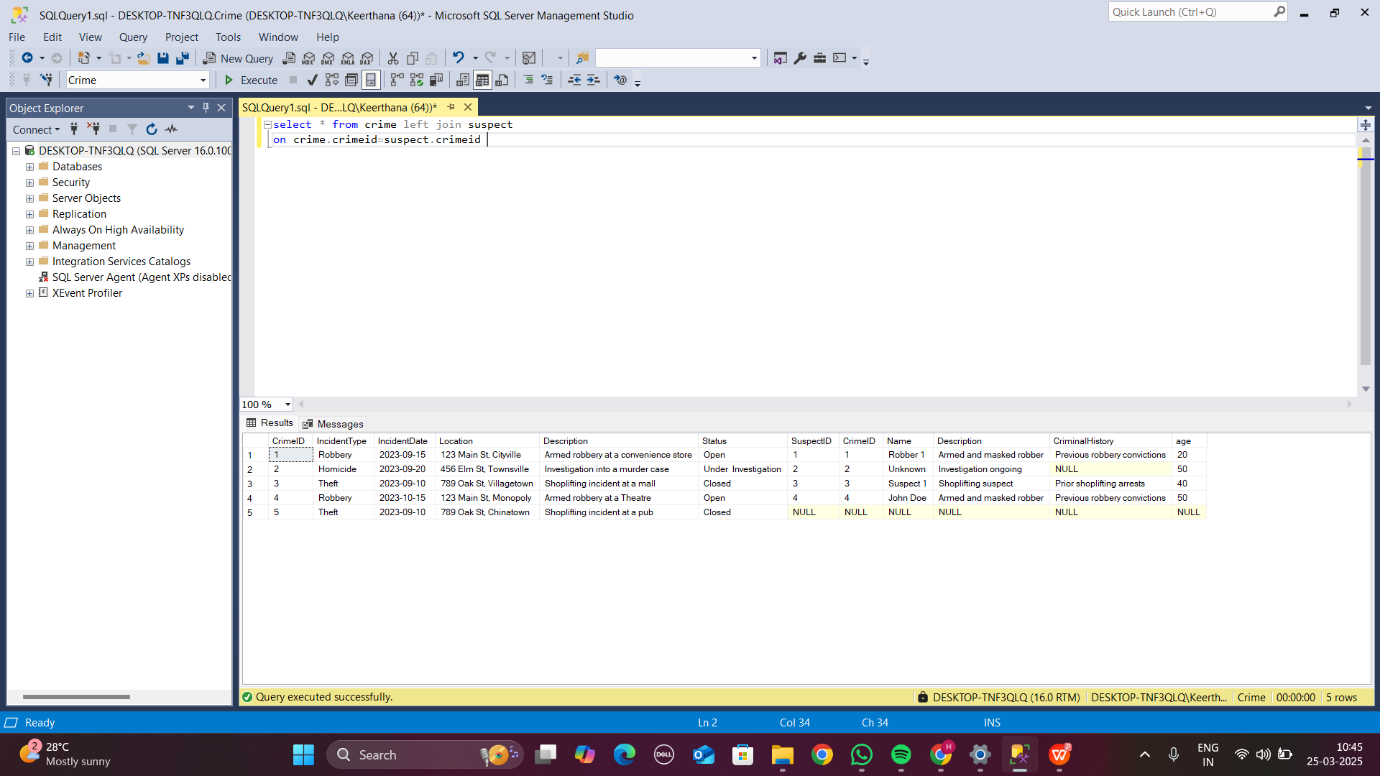 SQLQuery1.sql - DESKTOP-TNF3QLQ.Crime (DESKTOP-TNF3QLQ\Keerthana (64))* - Microsoft SQL Server Management Studio
Quick Launch (Ctrl+Q)
File Edit View Query Project Tools Window Help
New Query
MDX DMX XMLA DAX
Crime Execute
Object Explorer
Connect
DESKTOP-TNF3QLQ (SQL Server 16.0.100
Databases
Security
Server Objects
Replication
Always On High Availability
Management
Integration Services Catalogs
SQL Server Agent (Agent XPs disabled
XEvent Profiler
SQLQuery1.sql - DE...LQ\Keerthana (64))*
select * from crime left join suspect
on crime.crimeid=suspect.crimeid
100 %
Results Messages
CrimeID IncidentType IncidentDate Location Description Status SuspectID CrimeID Name Description CriminalHistory age
1 1 Robbery 2023-09-15 123 Main St, Cityville Armed robbery at a convenience store Open 1 1 Robber 1 Armed and masked robber Previous robbery convictions 20
2 2 Homicide 2023-09-20 456 Elm St, Townsville Investigation into a murder case Under Investigation 2 2 Unknown Investigation ongoing NULL 50
3 3 Theft 2023-09-10 789 Oak St, Villagetown Shoplifting incident at a mall Closed 3 3 Suspect 1 Shoplifting suspect Prior shoplifting arrests 40
4 4 Robbery 2023-10-15 123 Main St, Monopoly Armed robbery at a Theatre Open 4 4 John Doe Armed and masked robber Previous robbery convictions 50
5 5 Theft 2023-09-10 789 Oak St, Chinatown Shoplifting incident at a pub Closed NULL NULL NULL NULL NULL NULL
Query executed successfully. DESKTOP-TNF3QLQ (16.0 RTM) DESKTOP-TNF3QLQ\Keerth... Crime 00:00:00 5 rows
Ready Ln 2 Col 34 Ch 34 INS
2 28°C
Mostly sunny
Search
DELL
H
ENG
IN
10:45
25-03-2025